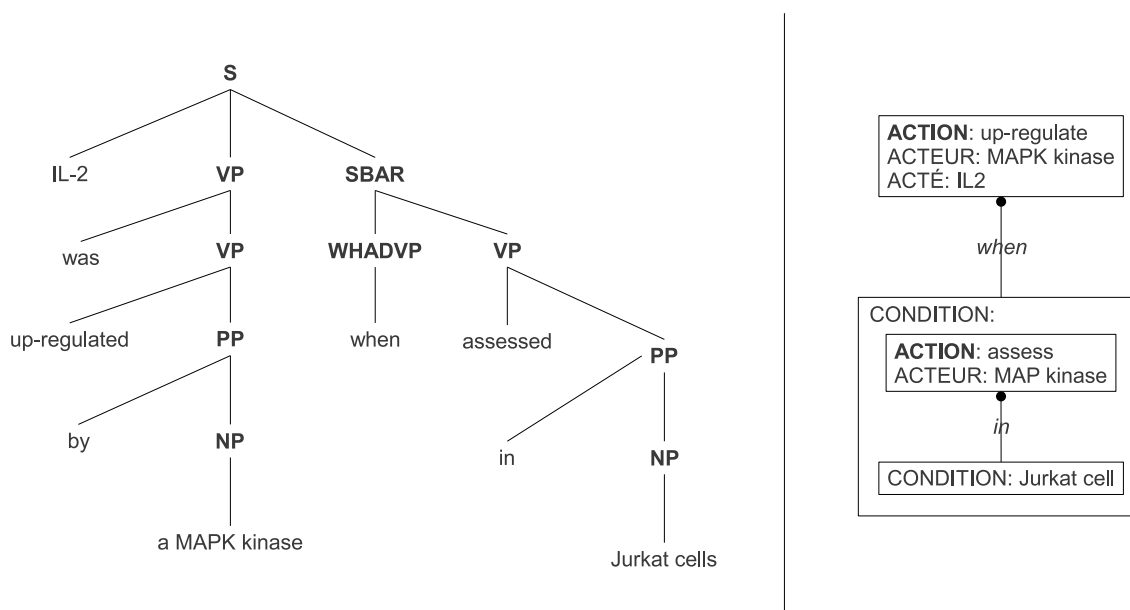 S
IL-2 VP SBAR
was VP WHADVP VP
up-regulated PP when assessed
PP
by NP in NP
a MAPK kinase
Jurkat cells
ACTION: up-regulate
ACTEUR: MAPK kinase
ACTÉ: IL2
when
CONDITION:
ACTION: assess
ACTEUR: MAP kinase
in
CONDITION: Jurkat cell